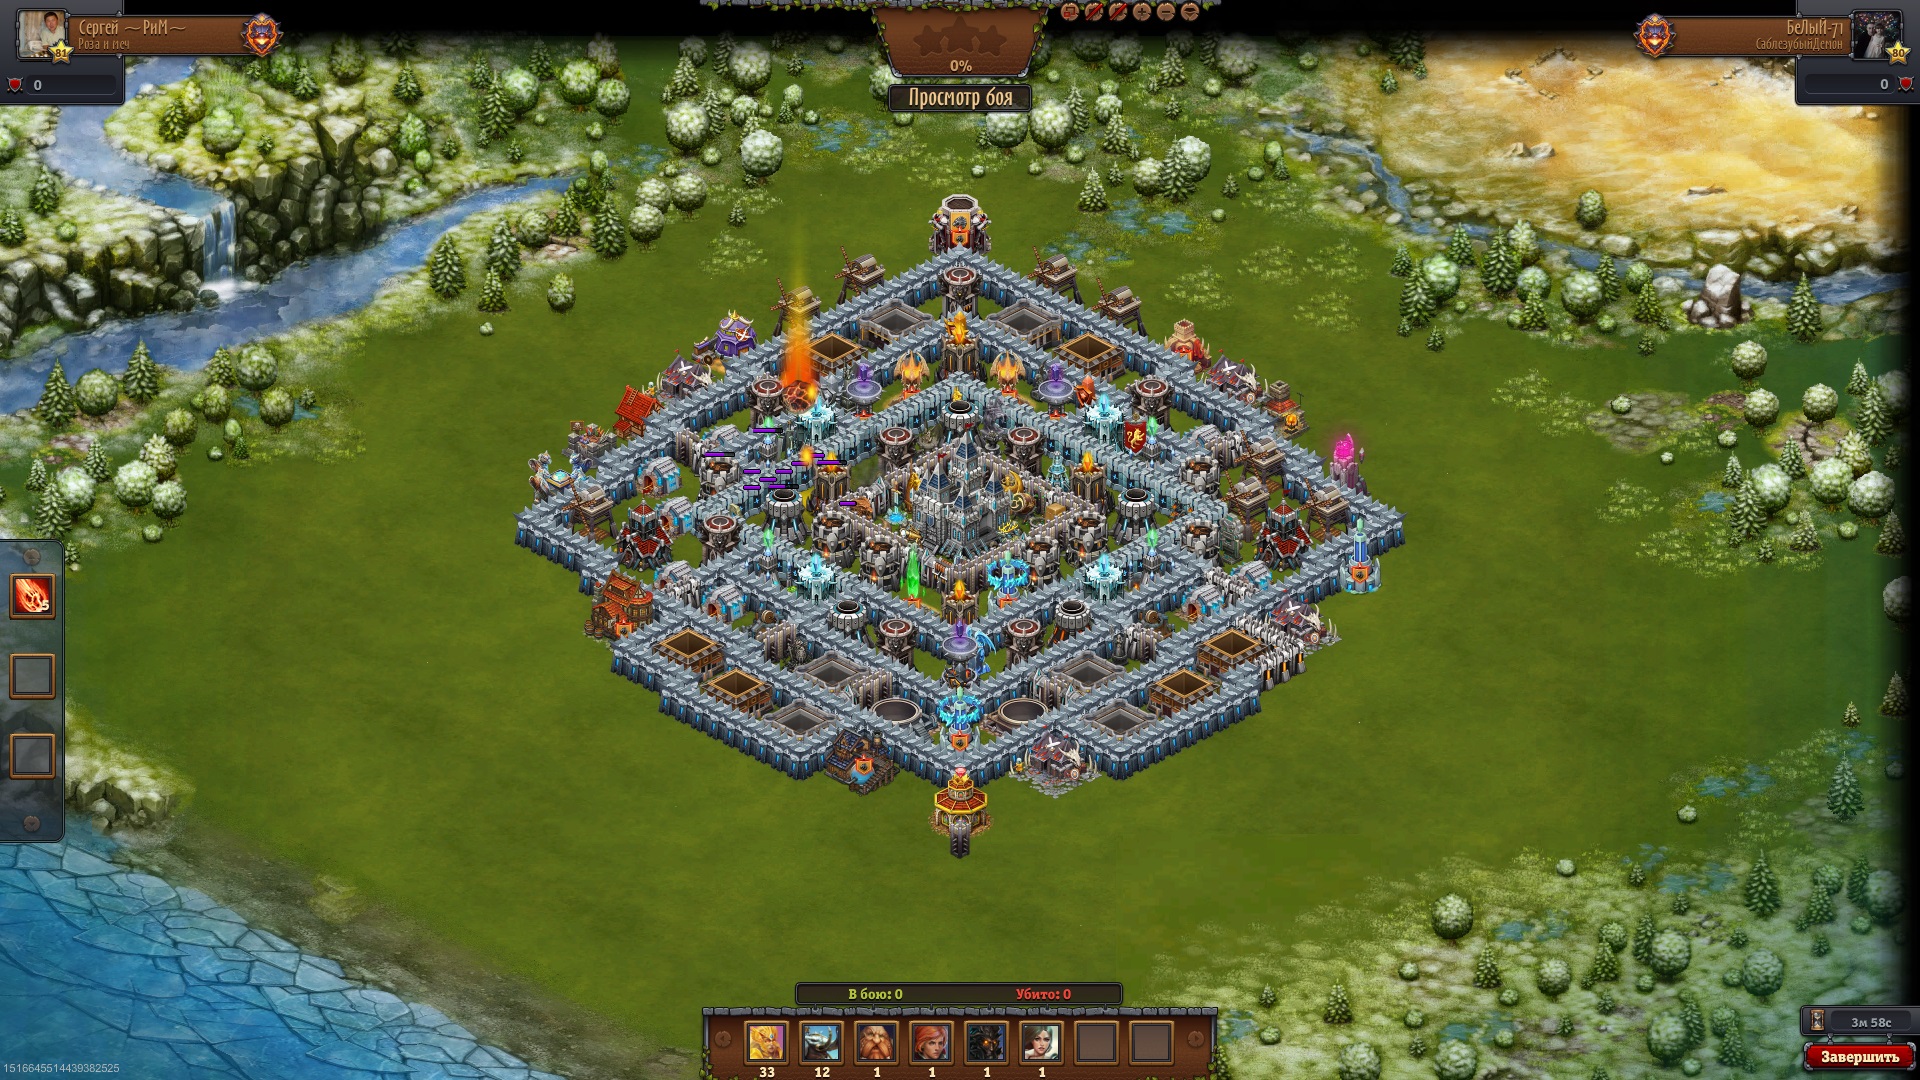 Сергей ~РиМ~
Роза и меч
81
0
0%
Просмотр боя
БеЛыЙ-71
СаблезубыйДемон
80
0
5
В бою: 0
Убито: 0
33
12
1
1
1
1
3м 58с
Завершить
1516645514439382525